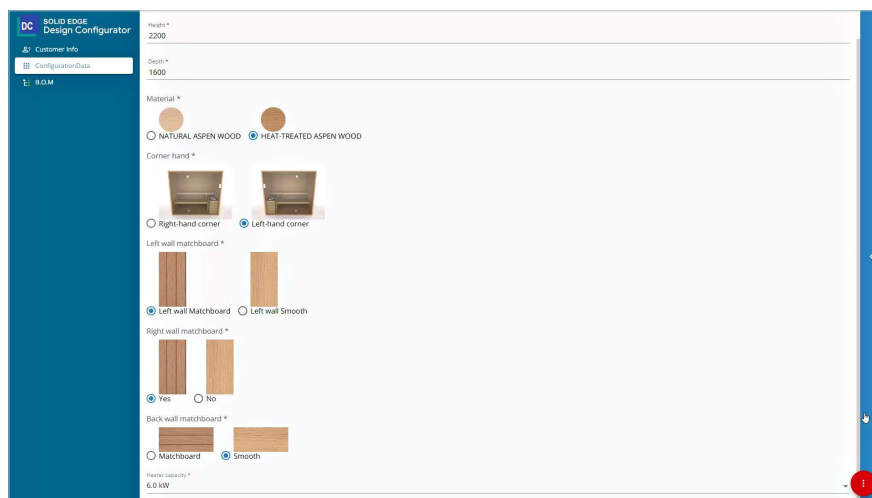 DC
SOLID EDGE
Design Configurator
Customer Info
ConfigurationData
B.O.M
Height *
2200
Depth *
1600
Material *
NATURAL ASPEN WOOD
HEAT-TREATED ASPEN WOOD
Corner hand *
Right-hand corner
Left-hand corner
Left wall matchboard *
Left wall Matchboard
Left wall Smooth
Right wall matchboard *
Yes
No
Back wall matchboard *
Matchboard
Smooth
Heater capacity *
6.0 kW